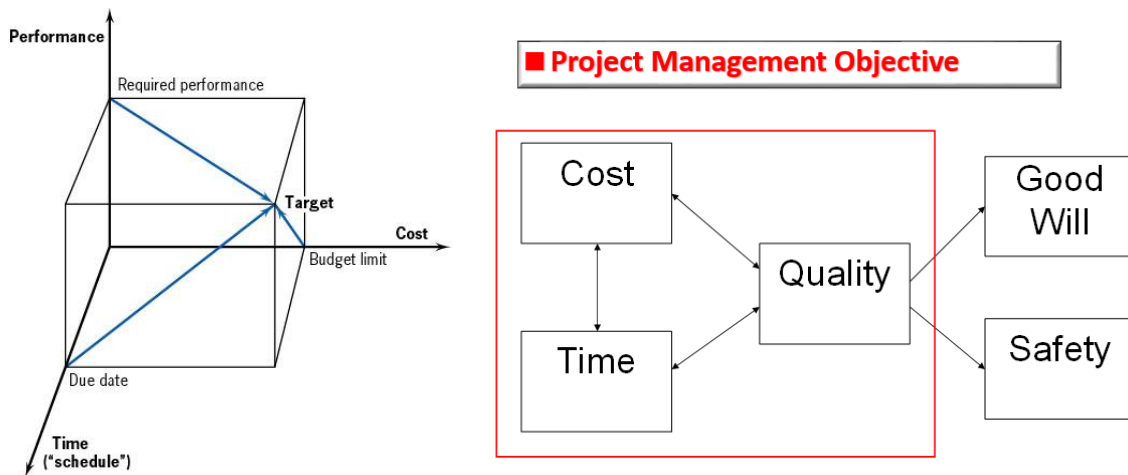 Performance
Required performance
Target
Cost
Budget limit
Due date
Time
("schedule")
■ Project Management Objective
Cost
Time
Quality
Good
Will
Safety